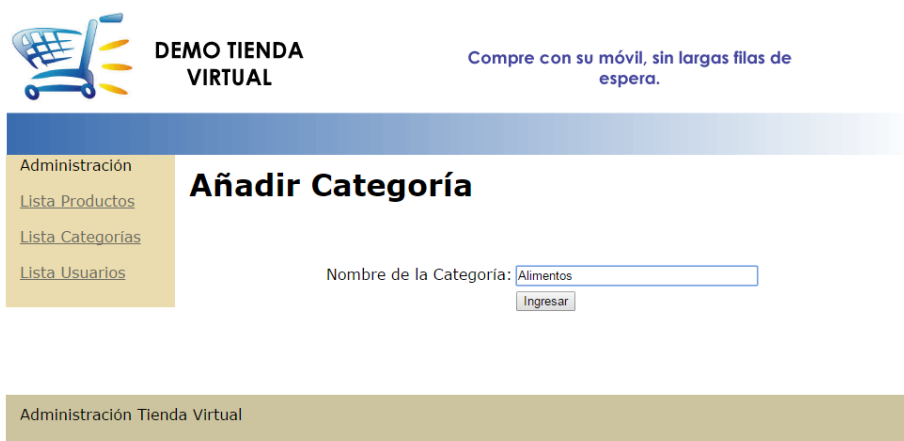 DEMO TIENDA
VIRTUAL
Compre con su móvil, sin largas filas de
espera.
Administración
Lista Productos
Lista Categorías
Lista Usuarios
Añadir Categoría
Nombre de la Categoría: Alimentos
Ingresar
Administración Tienda Virtual